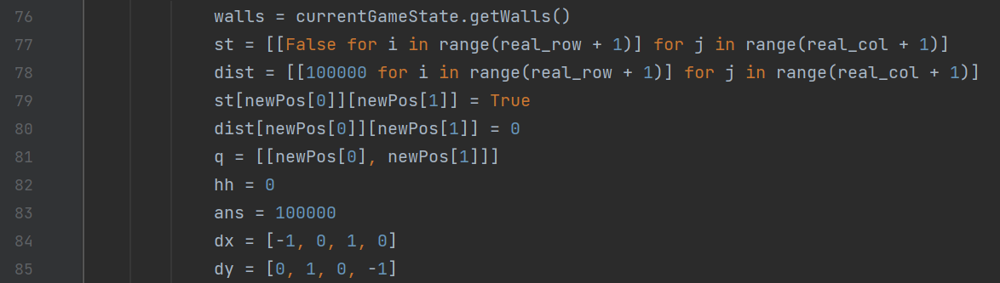 76 walls = currentGameState.getWalls()
77 st = [[False for i in range(real_row + 1)] for j in range(real_col + 1)]
78 dist = [[100000 for i in range(real_row + 1)] for j in range(real_col + 1)]
79 st[newPos[0]][newPos[1]] = True
80 dist[newPos[0]][newPos[1]] = 0
81 q = [[newPos[0], newPos[1]]]
82 hh = 0
83 ans = 100000
84 dx = [-1, 0, 1, 0]
85 dy = [0, 1, 0, -1]